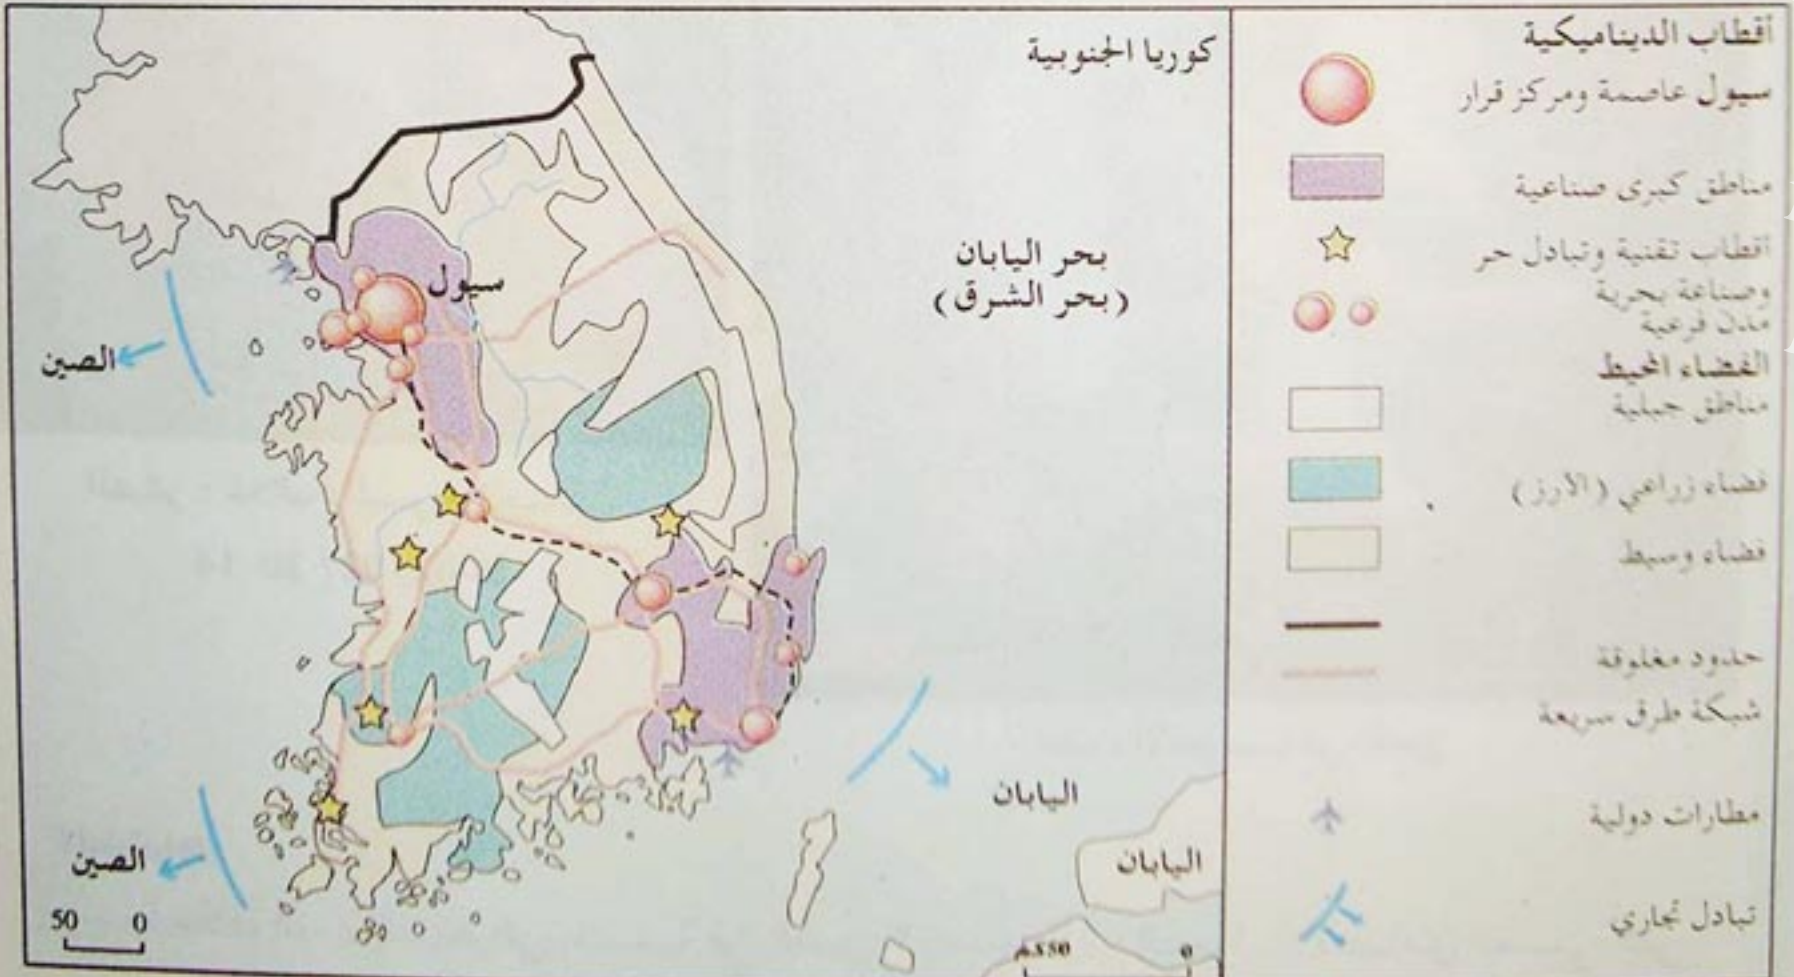 كوريا الجنوبية
بحر اليابان
(بحر الشرق)
سيول
الصين
الصين
اليابان
اليابان
50 0
0
أقطاب الديناميكية
سيول عاصمة ومركز قرار
مناطق كبرى صناعية
أقطاب تقنية وتبادل حر
وصناعة بحرية
مدن فرعية
الفضاء المحيط
مناطق جبلية
فضاء زراعي (الأرز)
فضاء وسيط
حدود مغلوقة
شبكة طرق سريعة
مطارات دولية
تبادل تجاري